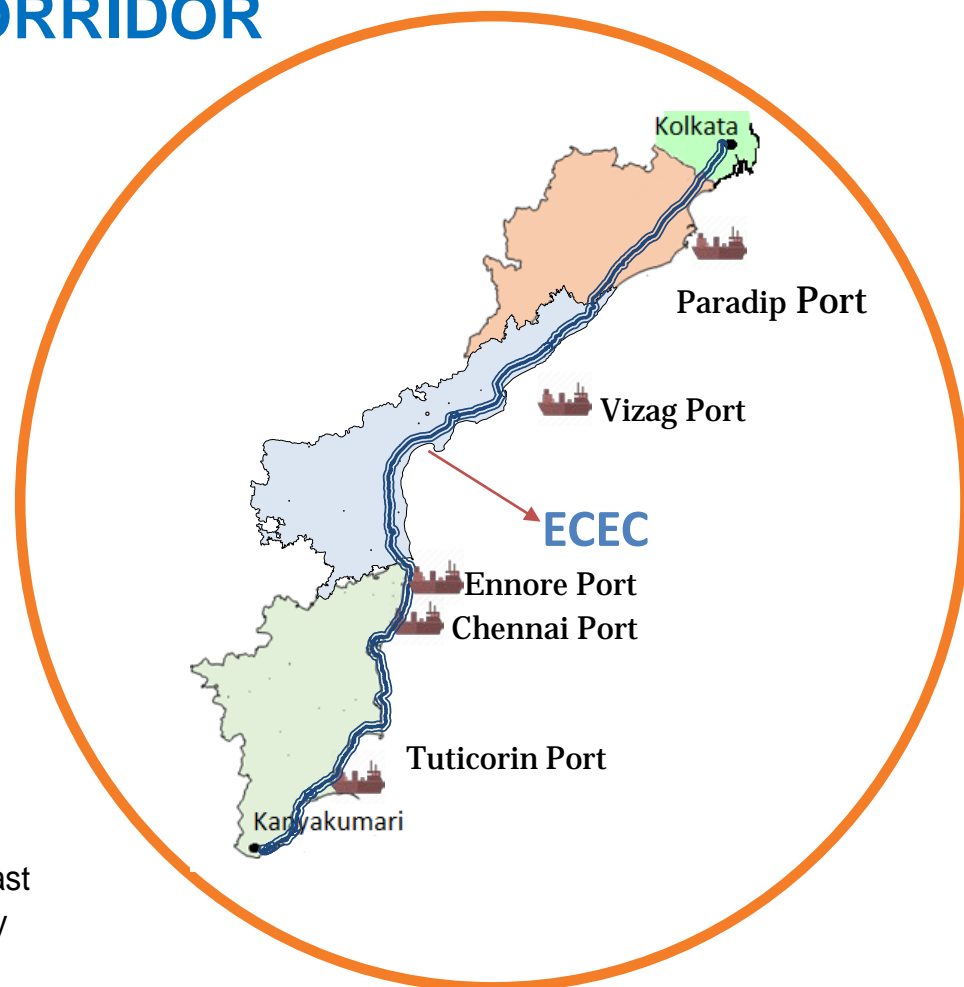 ORRIDOR
Kolkata
Paradip Port
Vizag Port
ECEC
Ennore Port
Chennai Port
Tuticorin Port
Kanyakumari
ast